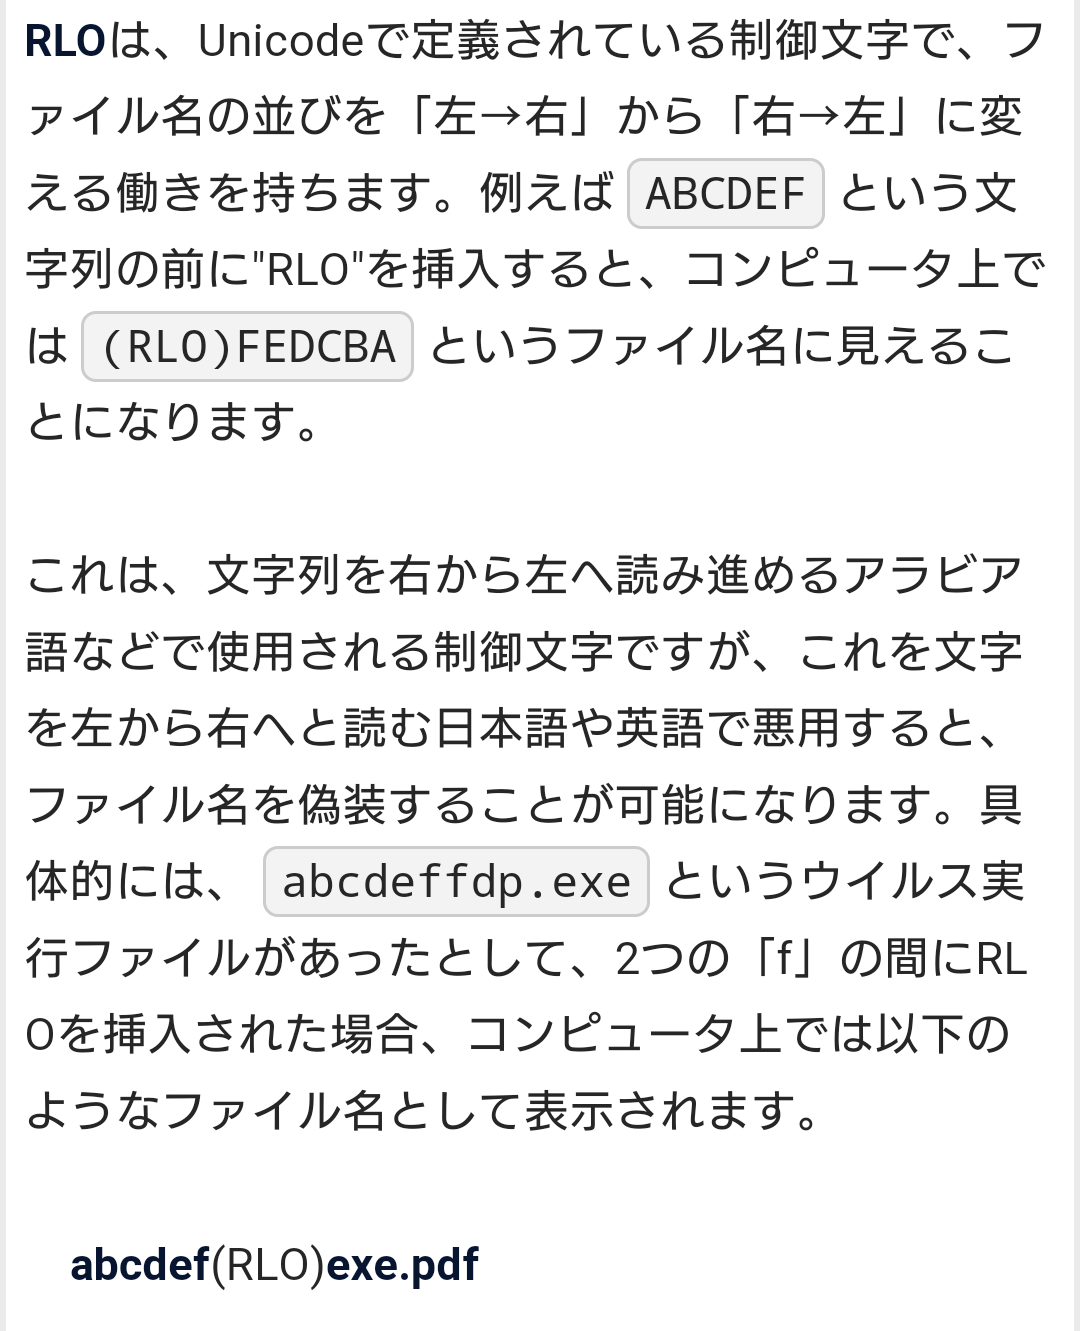 RLOは、Unicodeで定義されている制御文字で、フ
ァイル名の並びを「左→右」から「右→左」に変
える働きを持ちます。例えば ABCDEF という文
字列の前に"RLO"を挿入すると、コンピュータ上で
は (RLO)FEDCBA というファイル名に見えるこ
とになります。
これは、文字列を右から左へ読み進めるアラビア
語などで使用される制御文字ですが、これを文字
を左から右へと読む日本語や英語で悪用すると、
ファイル名を偽装することが可能になります。具
体的には、 abcdeffdp.exe というウイルス実
行ファイルがあったとして、2つの「f」の間にRL
Oを挿入された場合、コンピュータ上では以下の
ようなファイル名として表示されます。
abcdef(RLO)exe.pdf